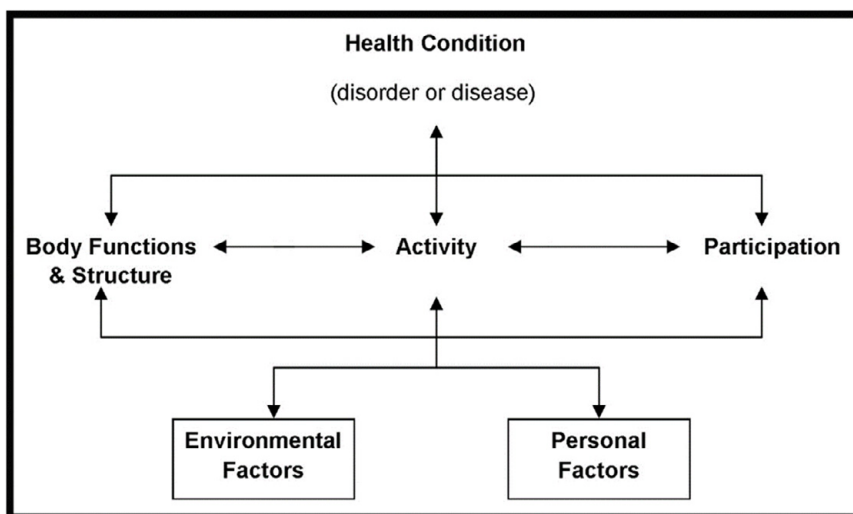 Health Condition
(disorder or disease)
Body Functions
& Structure
Activity
Participation
Environmental
Factors
Personal
Factors